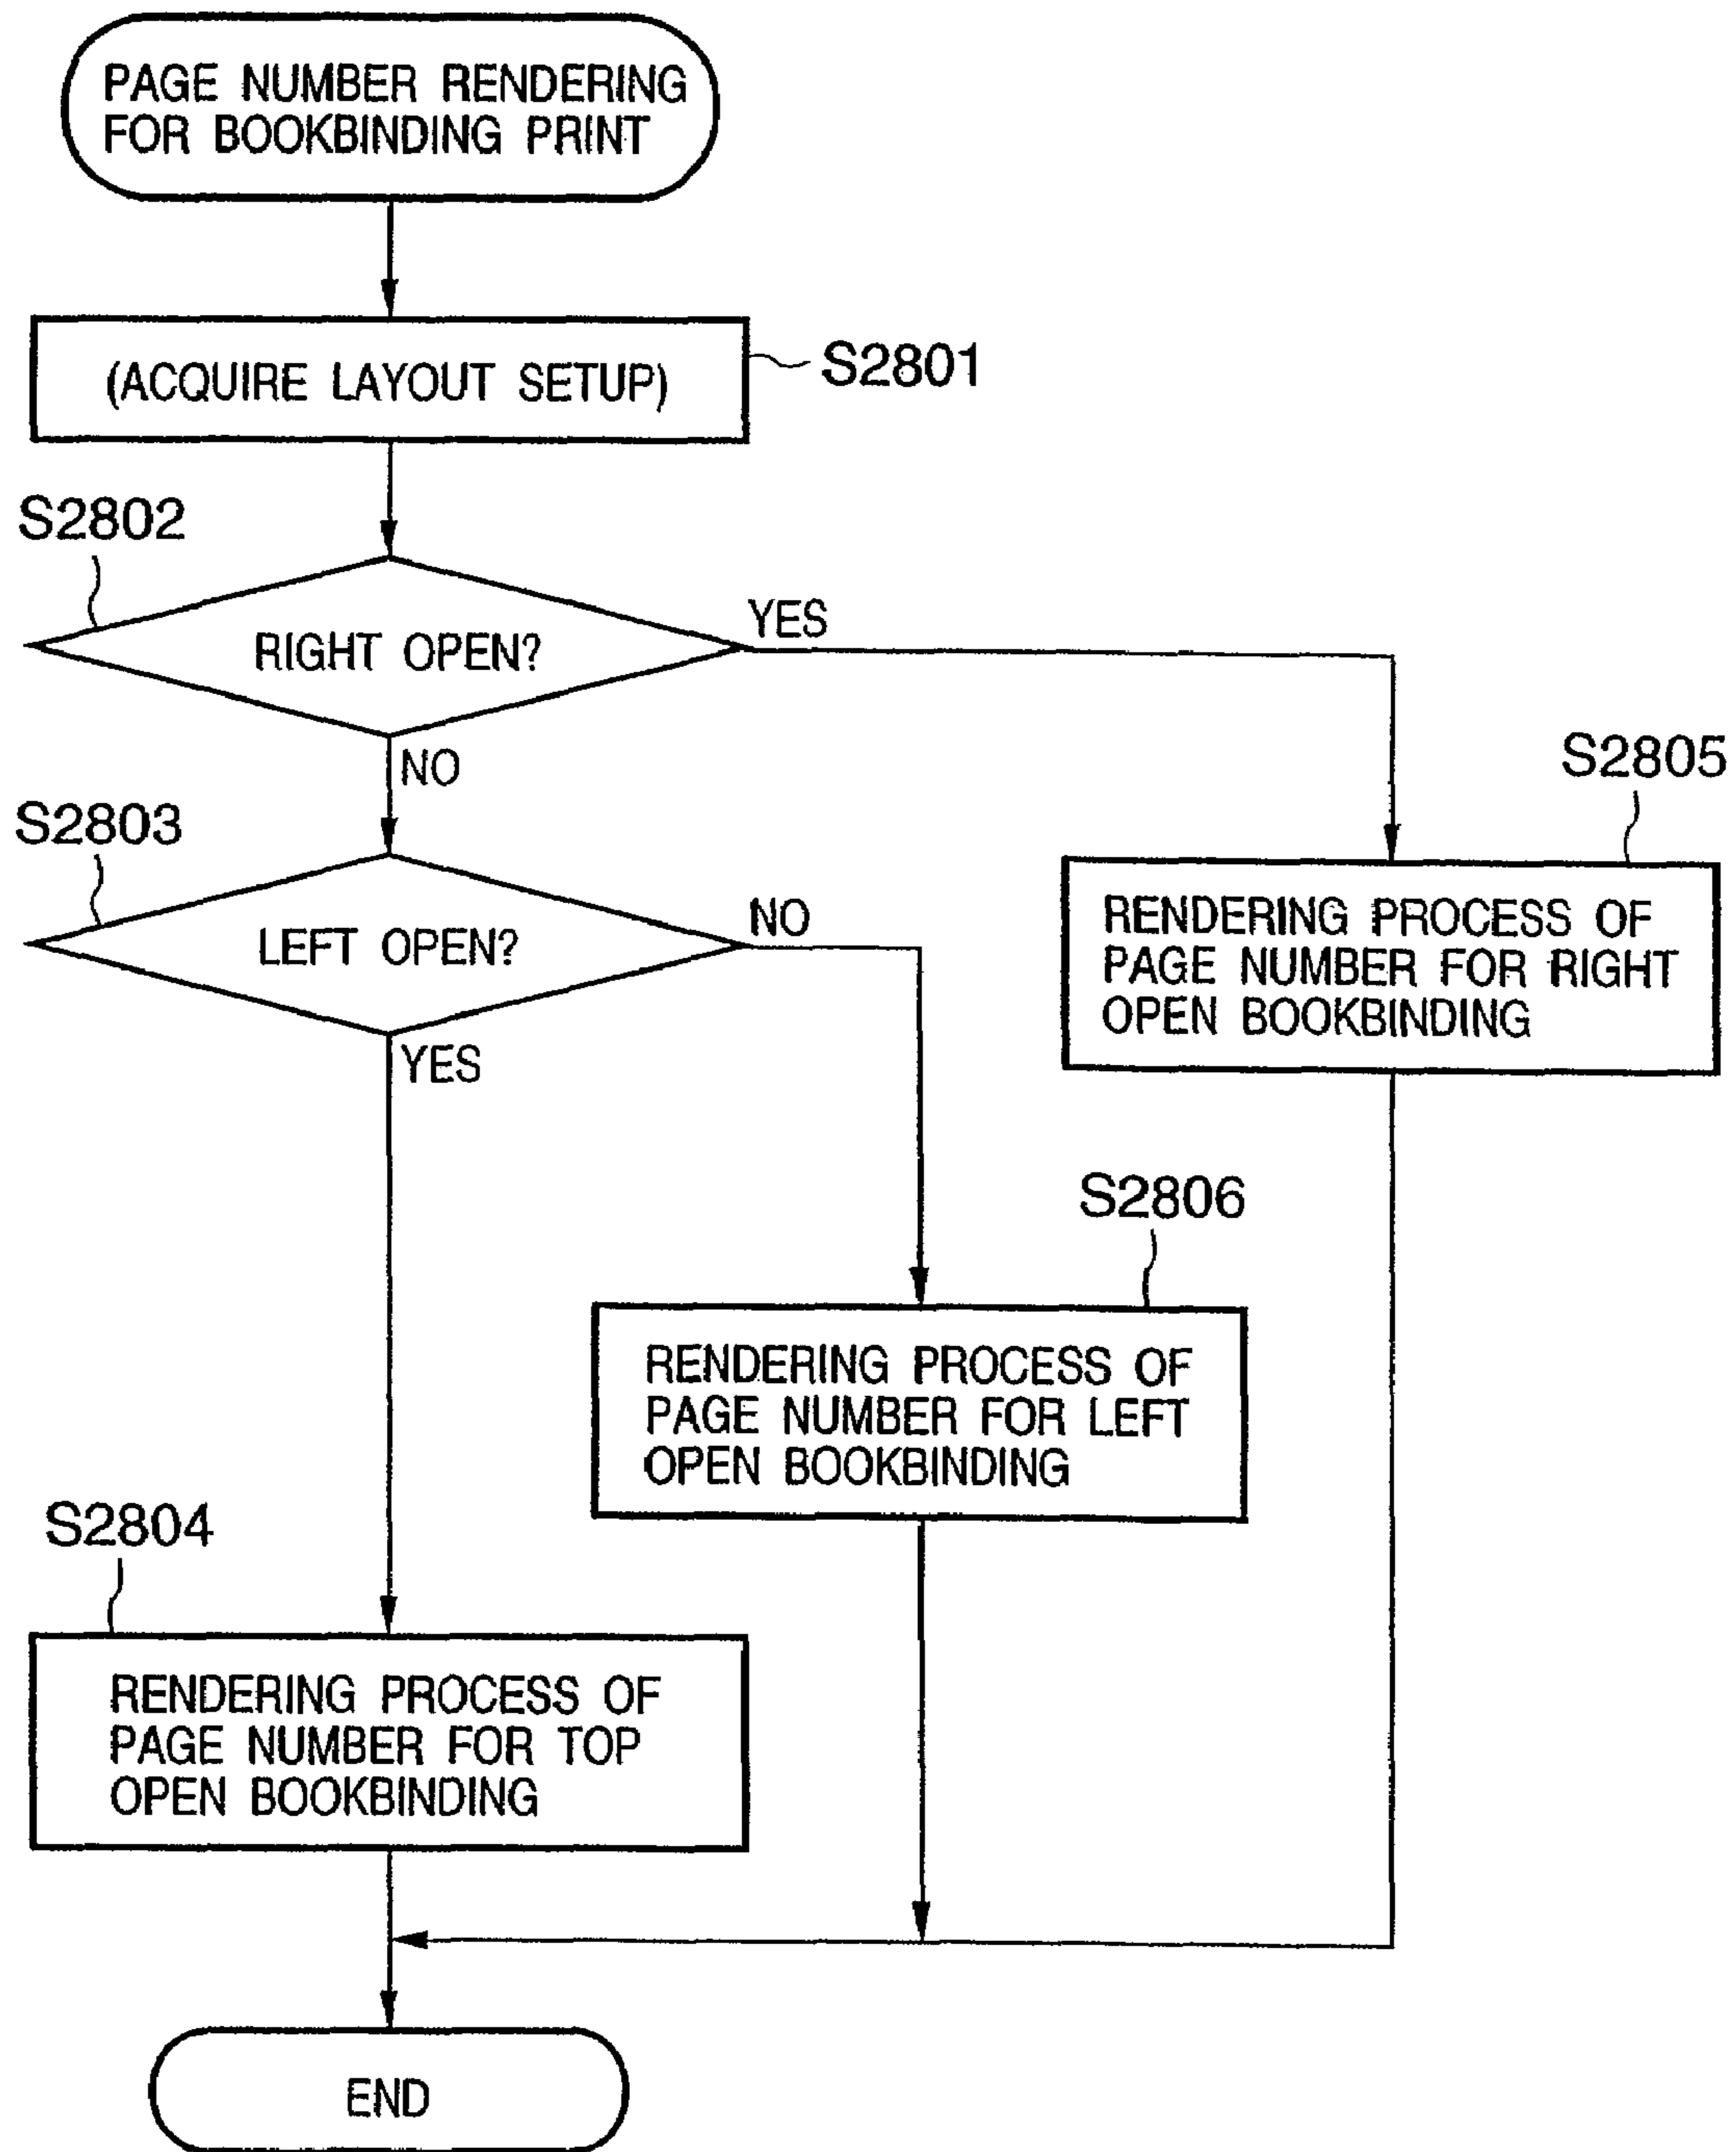 PAGE NUMBER RENDERING
FOR BOOKBINDING PRINT
(ACQUIRE LAYOUT SETUP)
S2801
S2802
RIGHT OPEN?
YES
NO
S2803
LEFT OPEN?
NO
YES
S2805
RENDERING PROCESS OF
PAGE NUMBER FOR RIGHT
OPEN BOOKBINDING
S2806
RENDERING PROCESS OF
PAGE NUMBER FOR LEFT
OPEN BOOKBINDING
S2804
RENDERING PROCESS OF
PAGE NUMBER FOR TOP
OPEN BOOKBINDING
END